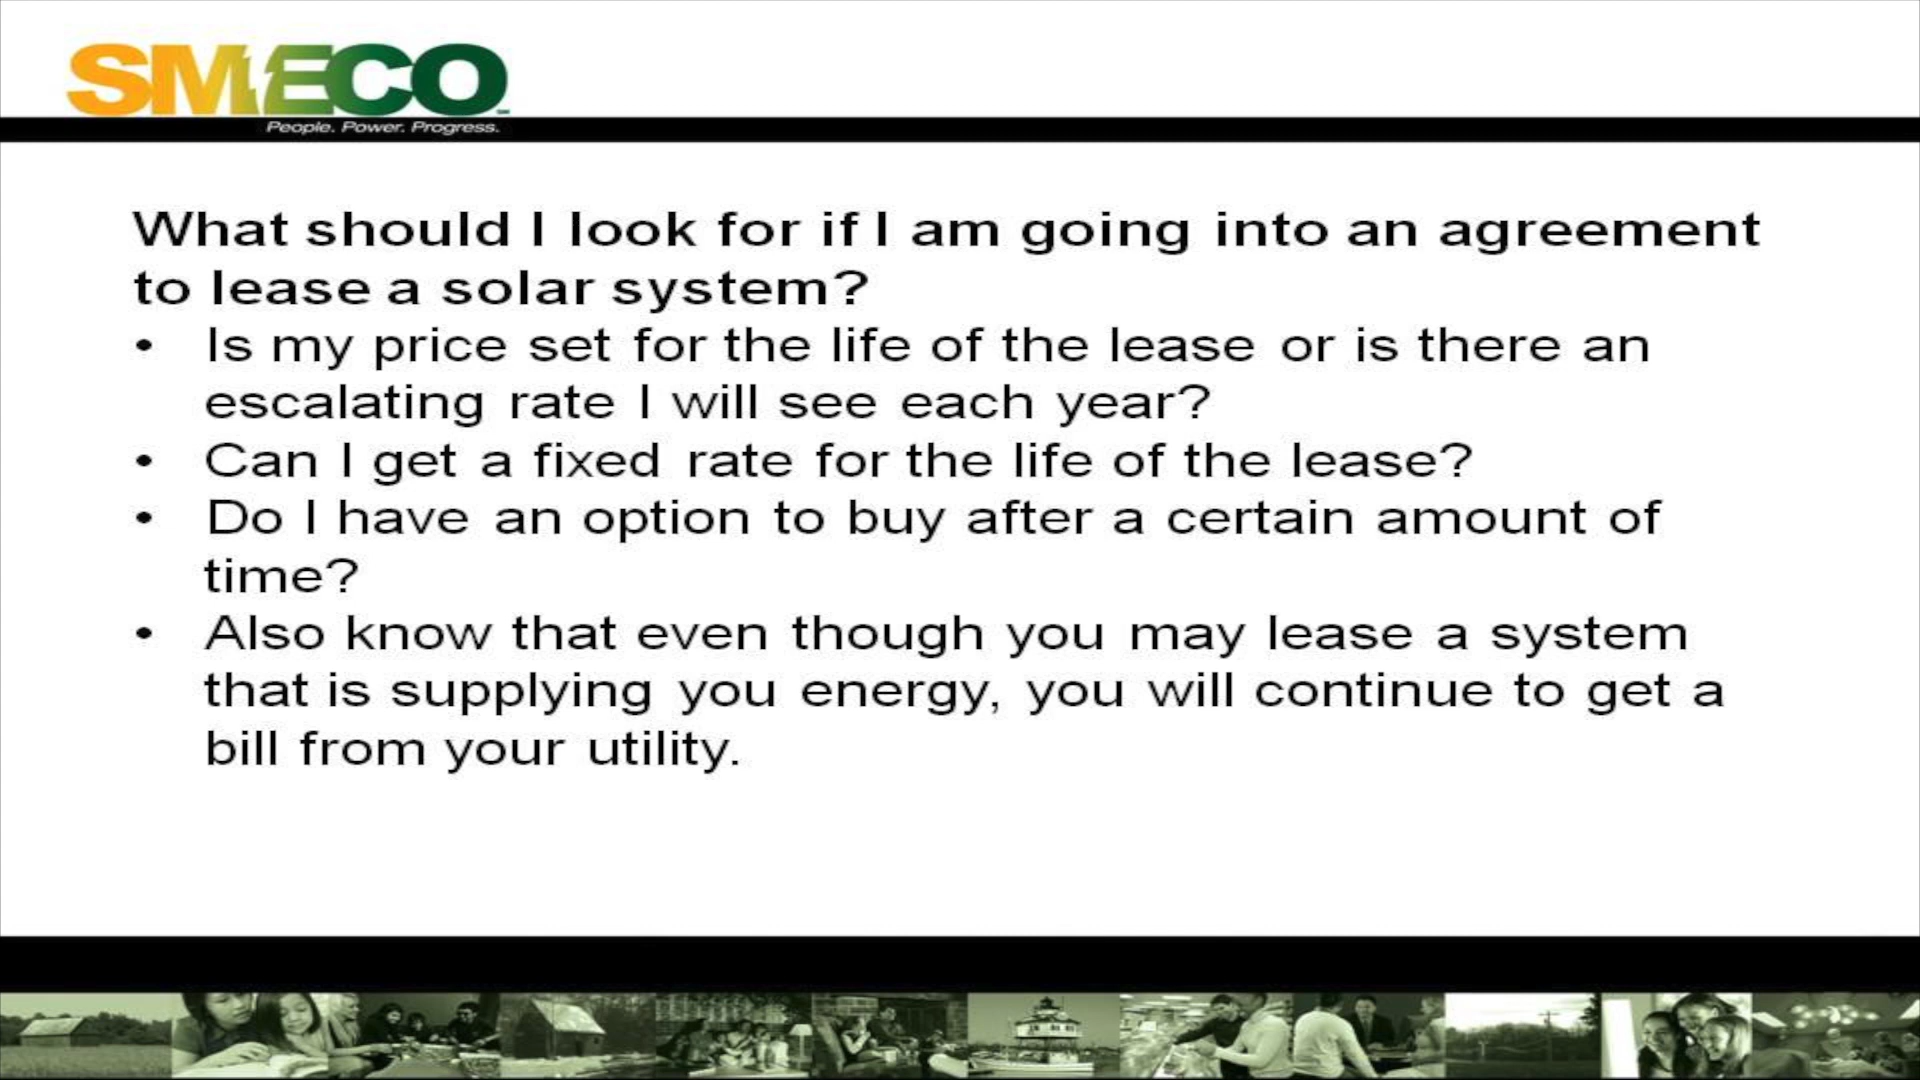 SMECO
People. Power. Progress.
What should I look for if I am going into an agreement
to lease a solar system?
• Is my price set for the life of the lease or is there an
escalating rate I will see each year?
• Can I get a fixed rate for the life of the lease?
• Do I have an option to buy after a certain amount of
time?
• Also know that even though you may lease a system
that is supplying you energy, you will continue to get a
bill from your utility.